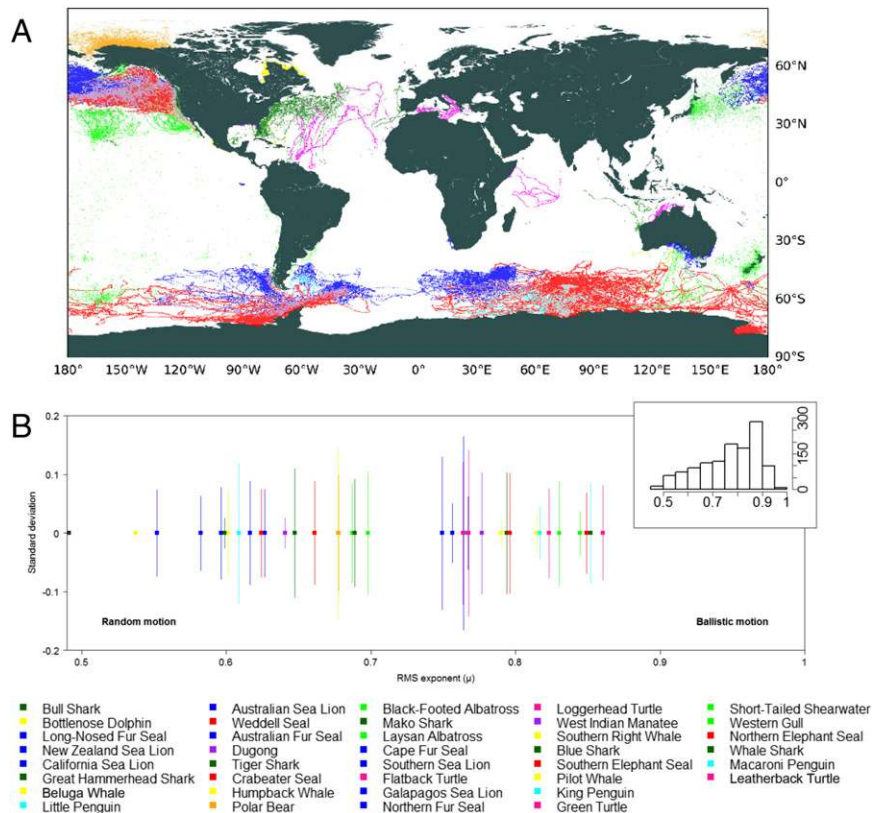 A
60°N
30°N
0°
30°S
60°S
90°S
180° 150°W 120°W 90°W 60°W 30°W 0° 30°E 60°E 90°E 120°E 150°E 180°
B
0.2
0.1
0
-0.1
-0.2
Standard deviation
Random motion
Ballistic motion
0.5 0.6 0.7 0.8 0.9 1
RMS exponent (μ)
0 150 300
0.5 0.7 0.9 1
Bull Shark
Bottlenose Dolphin
Long-Nosed Fur Seal
New Zealand Sea Lion
California Sea Lion
Great Hammerhead Shark
Beluga Whale
Little Penguin
Australian Sea Lion
Weddell Seal
Australian Fur Seal
Dugong
Tiger Shark
Crabeater Seal
Humpback Whale
Polar Bear
Black-Footed Albatross
Mako Shark
Laysan Albatross
Cape Fur Seal
Southern Sea Lion
Flatback Turtle
Galapagos Sea Lion
Northern Fur Seal
Loggerhead Turtle
West Indian Manatee
Southern Right Whale
Blue Shark
Southern Elephant Seal
Pilot Whale
King Penguin
Green Turtle
Short-Tailed Shearwater
Western Gull
Northern Elephant Seal
Whale Shark
Macaroni Penguin
Leatherback Turtle